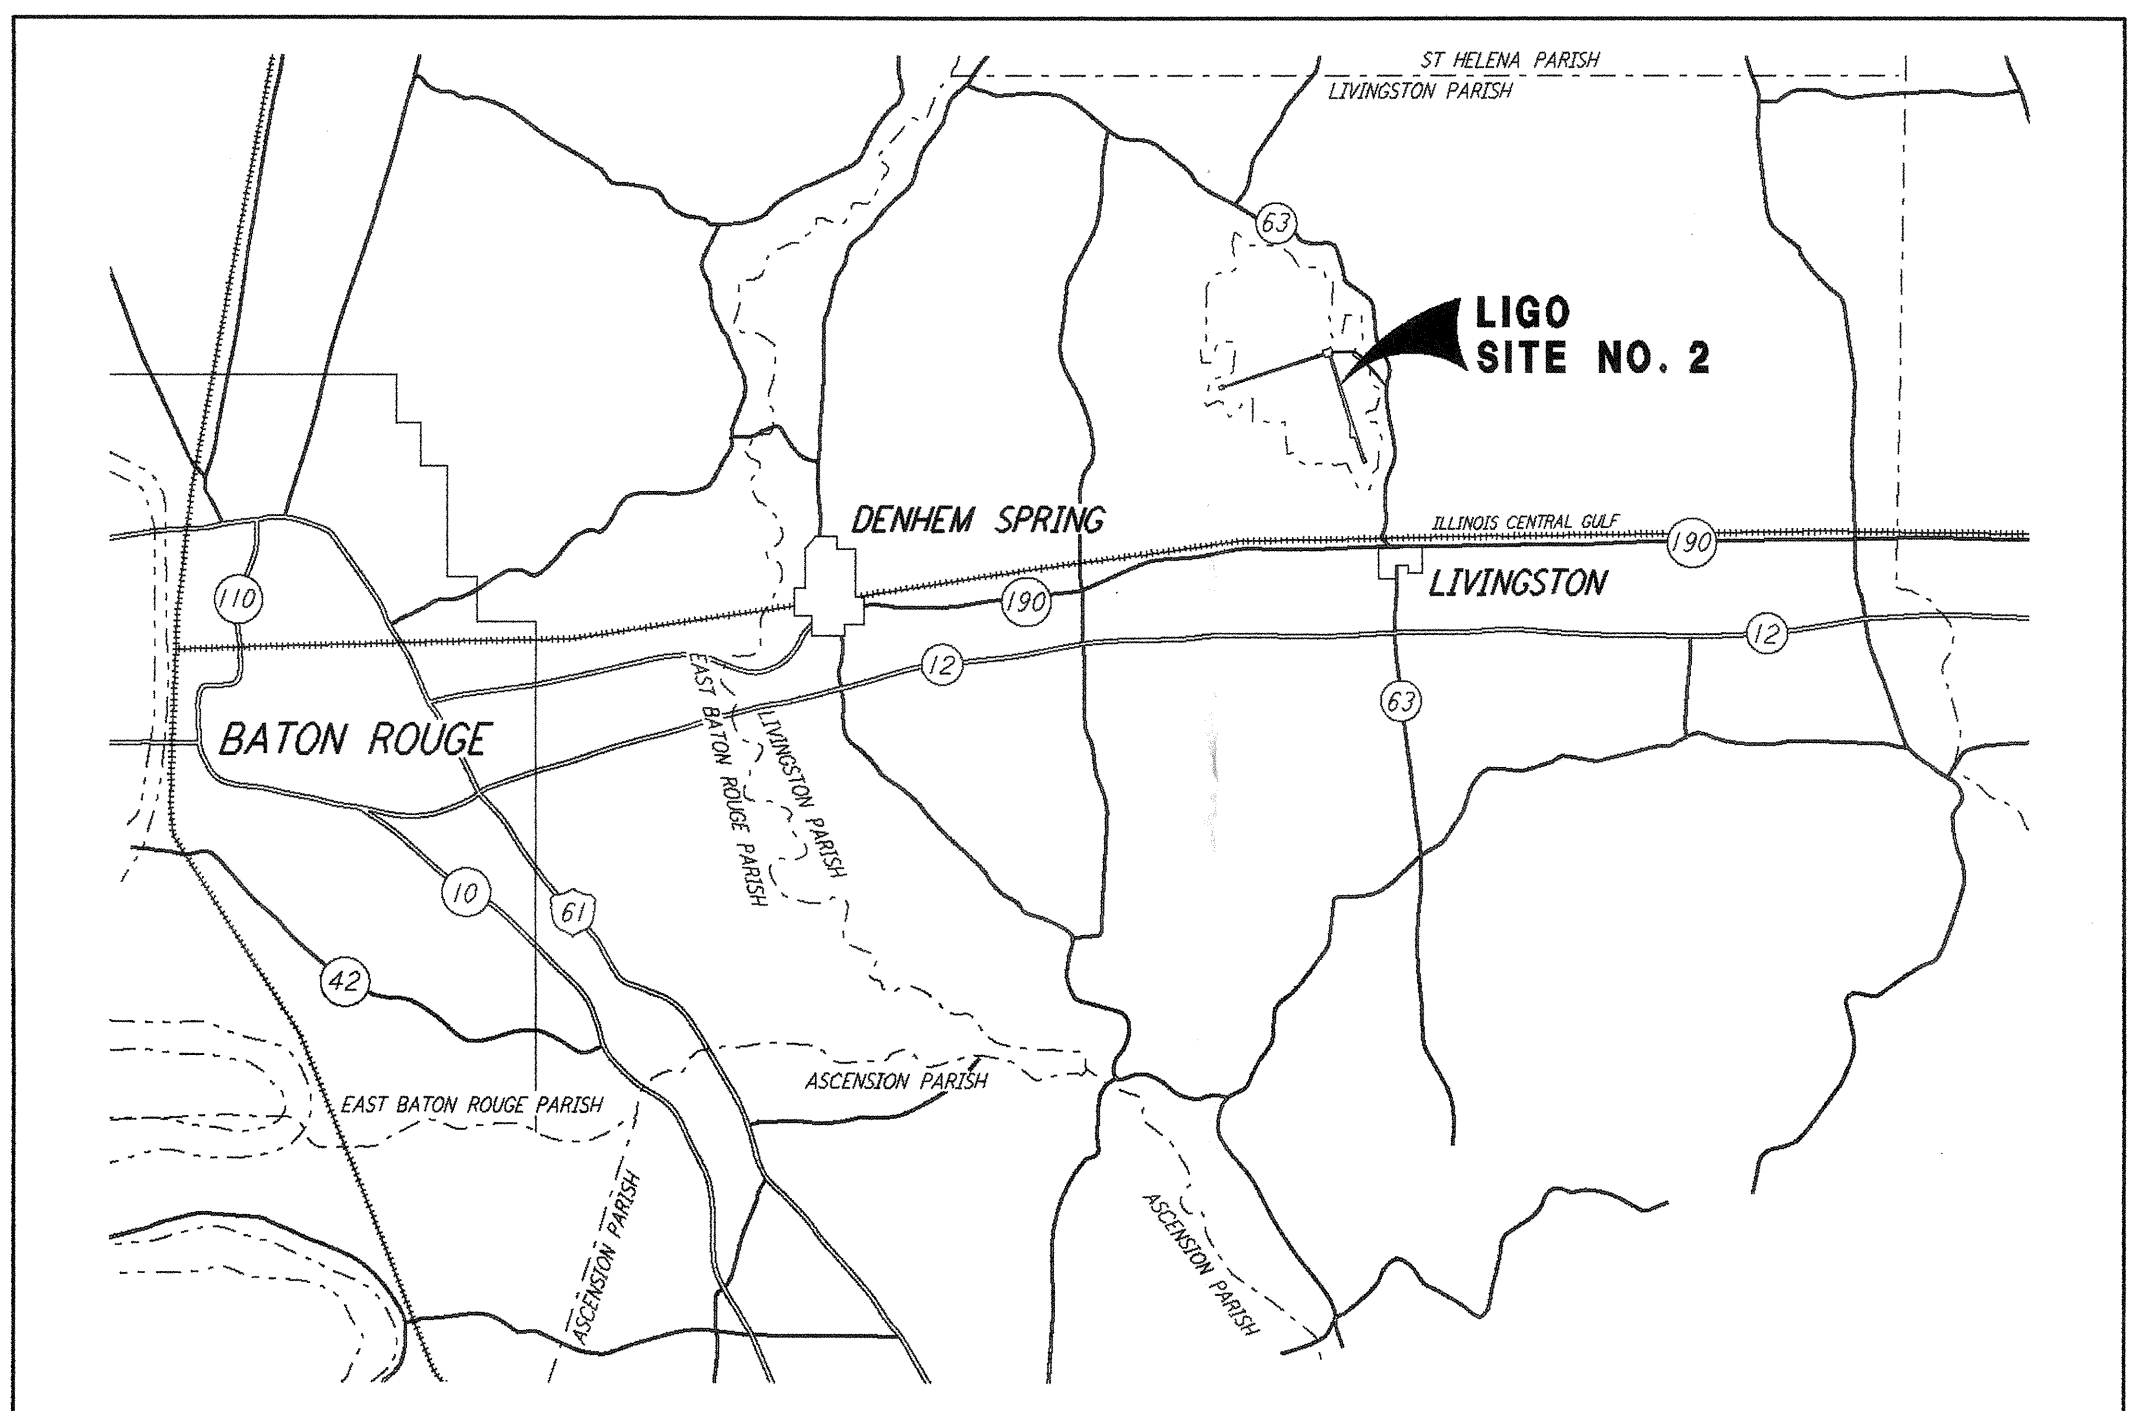 ST HELENA PARISH
LIVINGSTON PARISH
63
LIGO
SITE NO. 2
DENHEM SPRING
ILLINOIS CENTRAL GULF
190
LIVINGSTON
110
190
12
12
EAST BATON ROUGE PARISH
LIVINGSTON PARISH
63
BATON ROUGE
10
61
42
ASCENSION PARISH
EAST BATON ROUGE PARISH
ASCENSION PARISH
ASCENSION PARISH